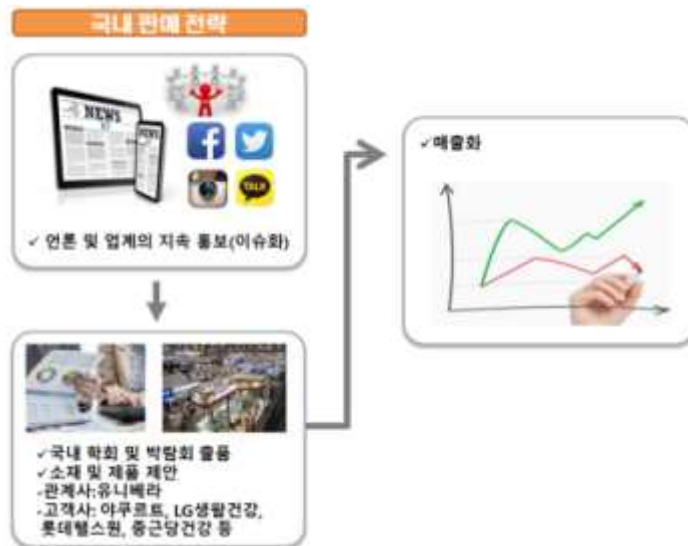 국내 판매 전략
NEWS
NEWS
TALK
✓ 언론 및 업계의 지속 홍보(이슈화)
✓국내 학회 및 박람회 출품
✓소재 및 제품 제안
-관계사:유니베라
-고객사: 야쿠르트, LG생활건강,
롯데헬스원, 종근당건강 등
✓매출화